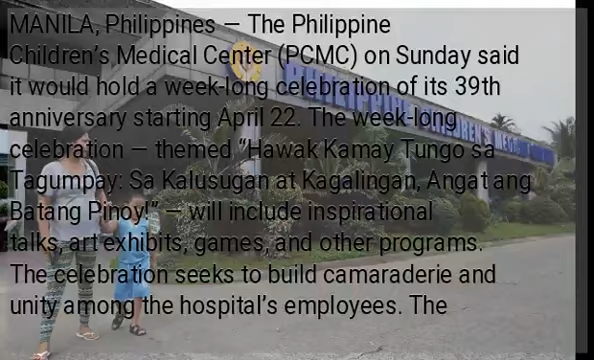 MANILA, Philippines — The Philippine
Children's Medical Center (PCMC) on Sunday said
it would hold a week-long celebration of its 39th
anniversary starting April 22. The week-long
celebration — themed “Hawak Kamay Tungo sa
Tagumpay: Sa Kalusugan at Kagalingan, Angat ang
Batang Pinoy!” — will include inspirational
talks, art exhibits, games, and other programs.
The celebration seeks to build camaraderie and
unity among the hospital's employees. The
PHILIPPINE CHILDREN'S MEDICAL